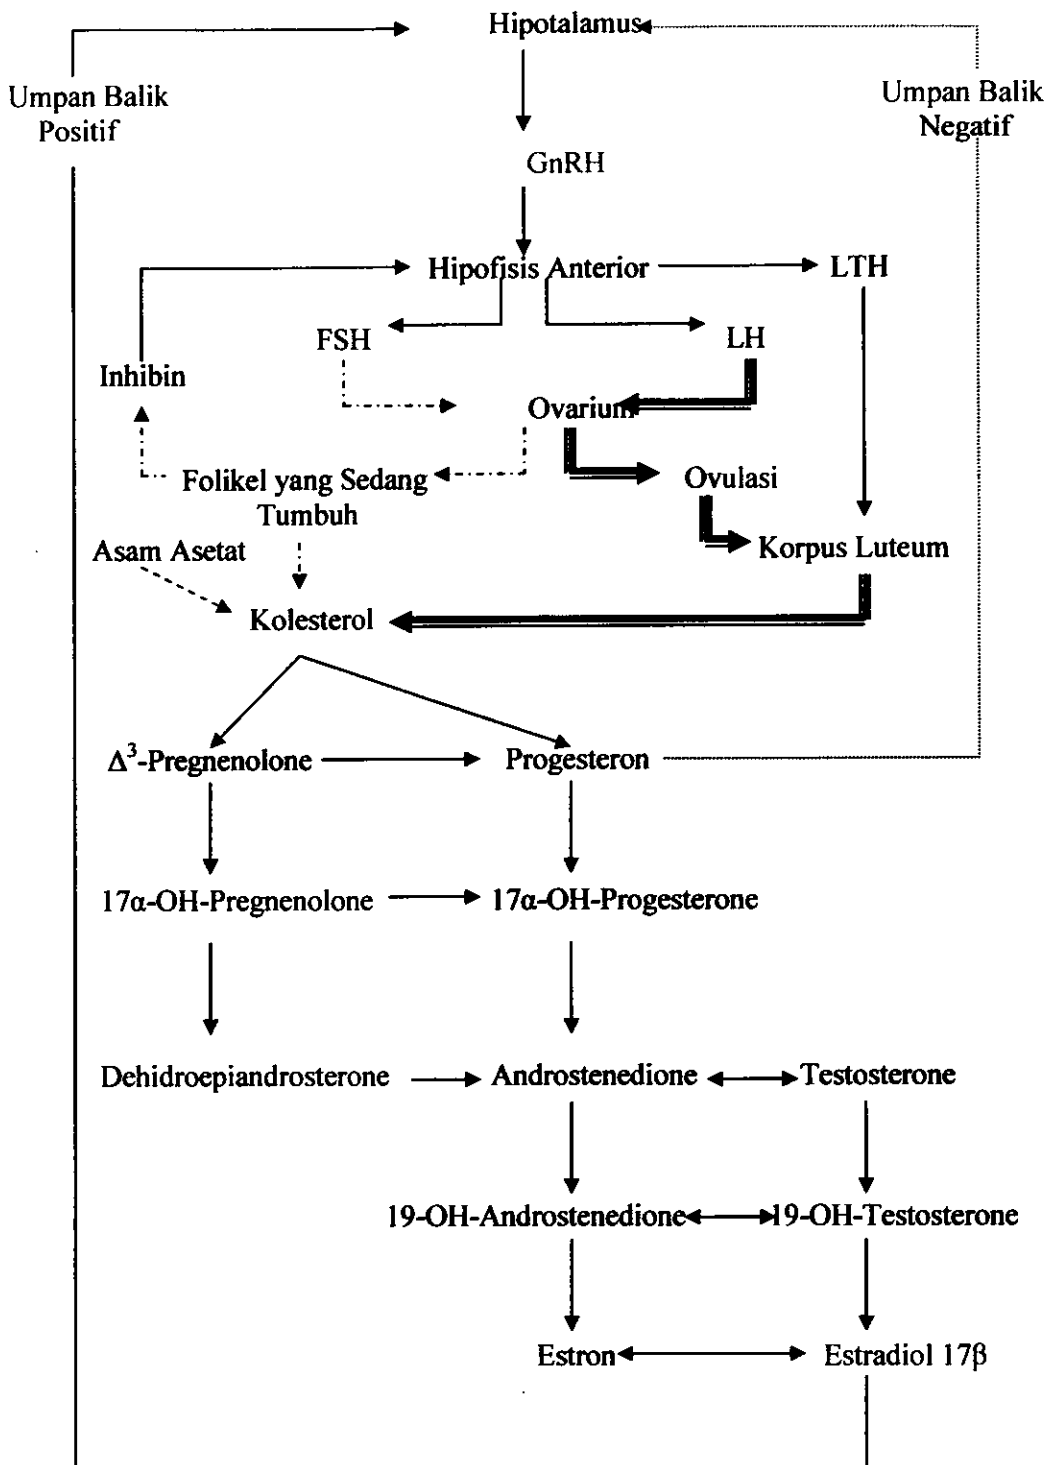 Hipotalamus
Umpan Balik
Positif
Umpan Balik
Negatif
GnRH
Hipofisis Anterior
LTH
FSH
LH
Inhibin
Ovarium
Folikel yang Sedang
Tumbuh
Ovulasi
Asam Asetat
Korpus Luteum
Kolesterol
Δ³-Pregnenolone
Progesteron
17α-OH-Pregnenolone
17α-OH-Progesterone
Dehidroepiandrosterone
Androstenedione
Testosterone
19-OH-Androstenedione
19-OH-Testosterone
Estron
Estradiol 17β